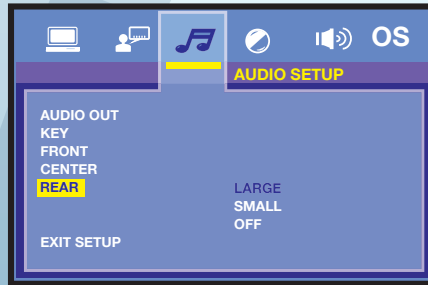 OS
AUDIO SETUP
AUDIO OUT
KEY
FRONT
CENTER
REAR
LARGE
SMALL
OFF
EXIT SETUP